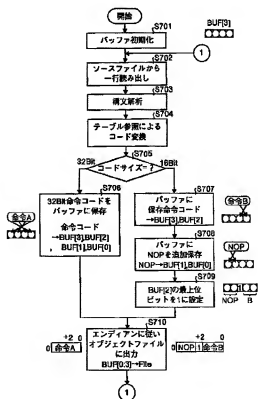 開始
S701
バッファ初期化
BUF[3]
1
S702
ソースファイルから
一行読み出し
S703
構文解析
S704
テーブル参照による
コード変換
S705
32Bit
コードサイズ=?
16Bit
S706
32Bit命令コードを
バッファに保存
命令コード
→BUF[3],BUF[2]
, BUF[1],BUF[0]
命令A
S707
バッファに
保存命令コード
→BUF[3],BUF[2]
命令B
S708
バッファに
NOPを追加保存
NOP→BUF[1],BUF[0]
NOP
S709
BUF[2]の最上位
ビットを1に設定
1
NOP B
S710
エンディアンに従い
オブジェクトファイル
に出力
BUF[0:3]→File
+2 0
0 命令A
+2 0
0 NOP 1 命令B
1